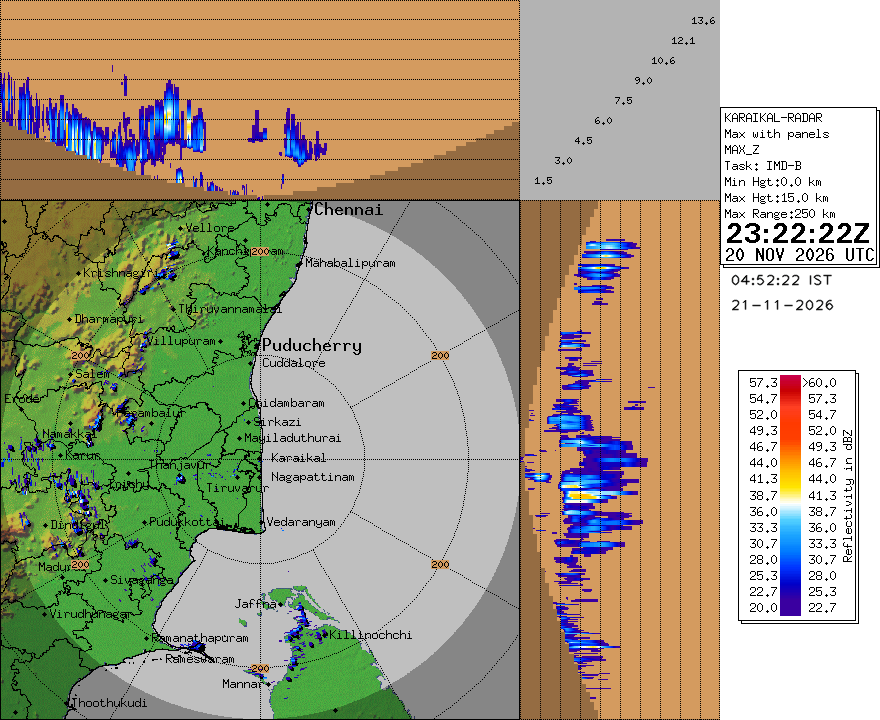 13.6
12.1
10.6
9.0
7.5
6.0
4.5
3.0
1.5
KARAIKAL-RADAR
Max with panels
MAX_Z
Task: IMD-B
Min Hgt:0.0 km
Max Hgt:15.0 km
Max Range:250 km
23:22:22Z
20 NOV 2026 UTC
04:52:22 IST
21-11-2026
Chennai
Vellore
200
Mahabalipuram
Krishnagiri
Thiruvannamalai
Dharmapuri
Villupuram
Puducherry
200
200
Cuddalore
Salem
Erode
Chidambaram
Perambalur
Sirkazi
Namakkal
Mayiladuthurai
Karur
Karaikal
Thanjavur
Nagapattinam
Tiruvarur
Pudukkottai
Vedaranyam
Madurai
200
200
Sivaganga
Jaffna
Virudhunagar
Killinochchi
Ramanathapuram
Rameswaram
200
Mannar
Thoothukudi
57.3 >60.0
54.7 57.3
52.0 54.7
49.3 52.0
46.7 49.3
44.0 46.7
41.3 44.0
38.7 41.3
36.0 38.7
33.3 36.0
30.7 33.3
28.0 30.7
25.3 28.0
22.7 25.3
20.0 22.7
Reflectivity in dBZ